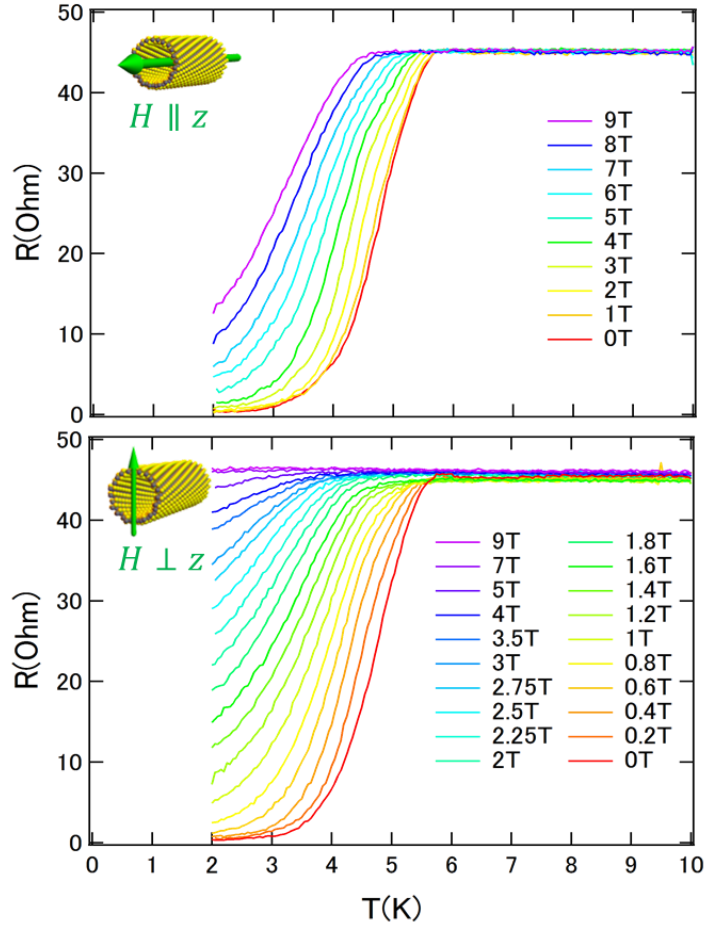 50
40
30
20
10
0
R(Ohm)
H ∥ z
9T
8T
7T
6T
5T
4T
3T
2T
1T
0T
50
40
30
20
10
0
R(Ohm)
H ⊥ z
9T 1.8T
7T 1.6T
5T 1.4T
4T 1.2T
3.5T 1T
3T 0.8T
2.75T 0.6T
2.5T 0.4T
2.25T 0.2T
2T 0T
0 1 2 3 4 5 6 7 8 9 10
T(K)